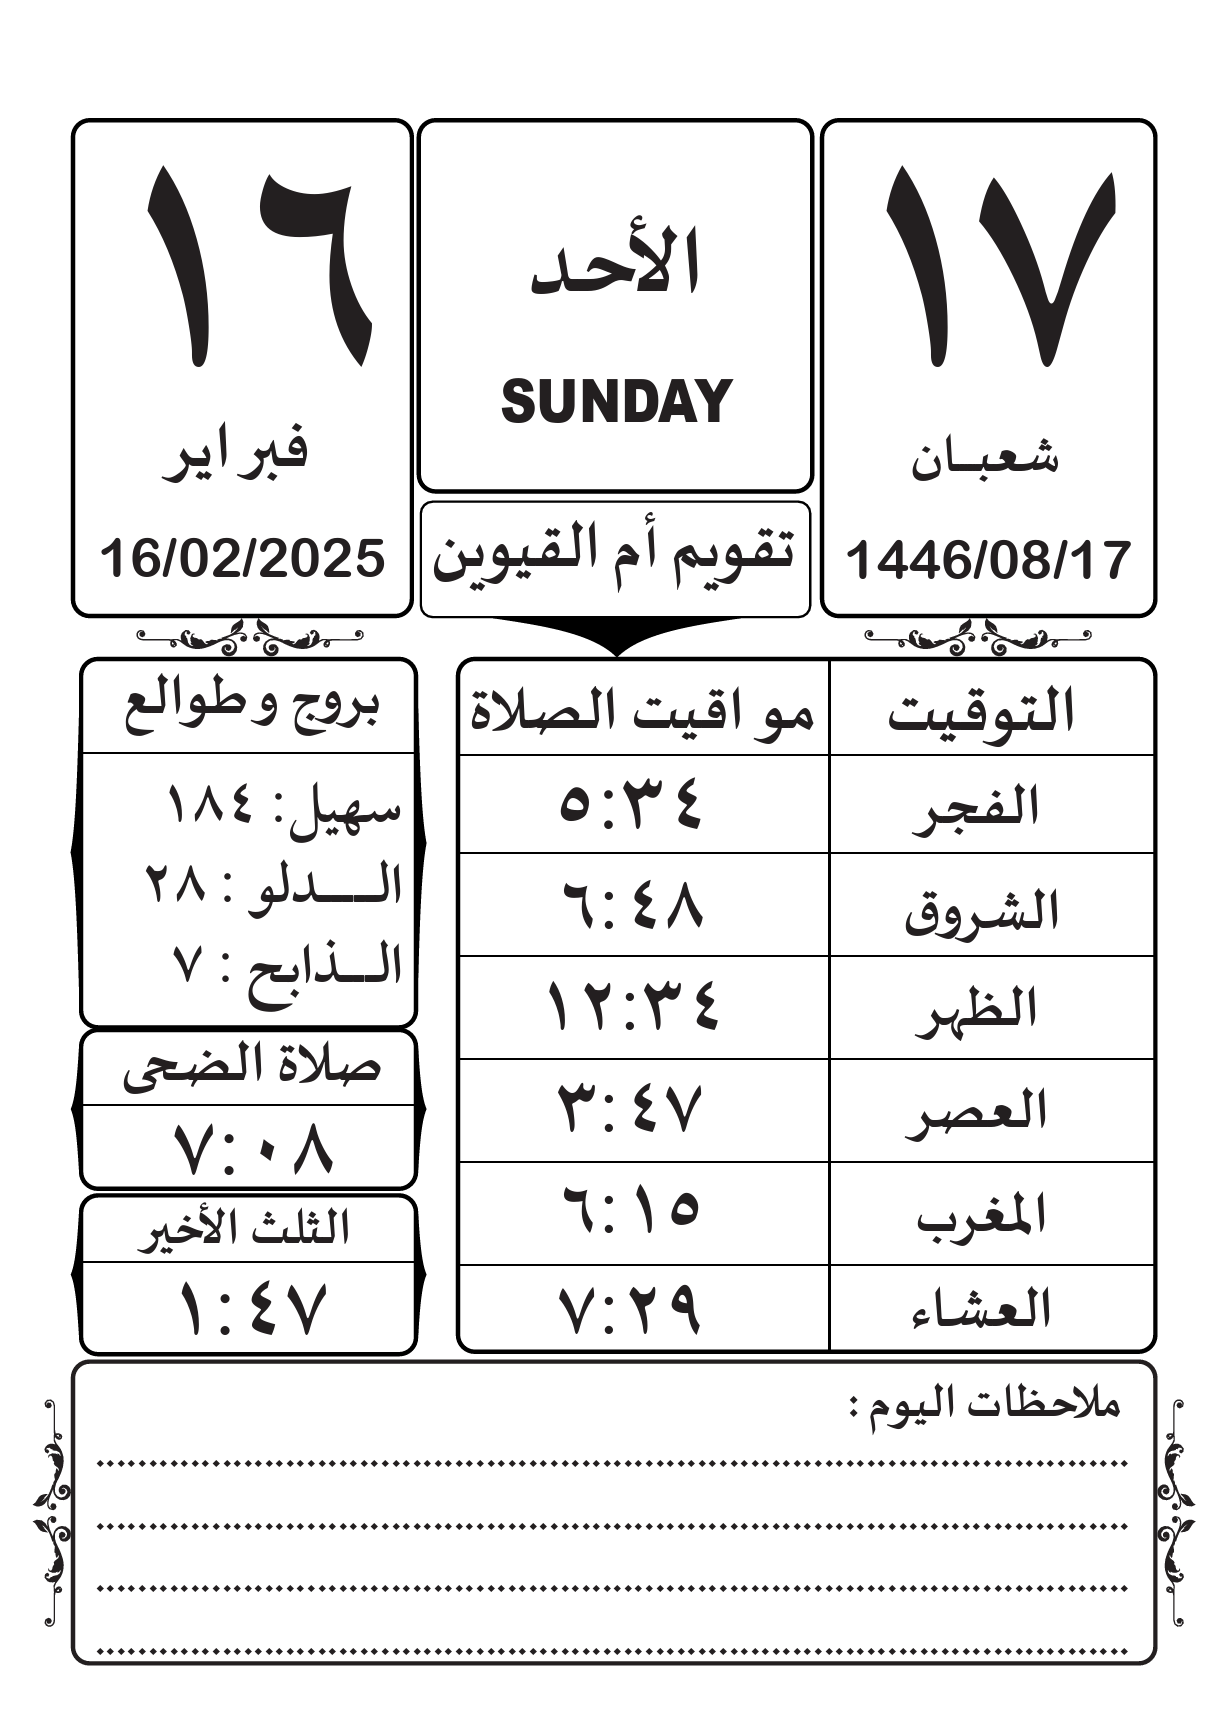 ١٧
شعبان
1446/08/17
الأحد
SUNDAY
تقويم أم القيوين
١٦
فبراير
16/02/2025
التوقيت مواقيت الصلاة
الفجر ٥:٣٤
الشروق ٦:٤٨
الظهر ١٢:٣٤
العصر ٣:٤٧
المغرب ٦:١٥
العشاء ٧:٢٩
بروج وطوالع
سهيل: ١٨٤
الـــدلو : ٢٨
الــذابح : ٧
صلاة الضحى
٧:٠٨
الثلث الأخير
١:٤٧
ملاحظات اليوم :